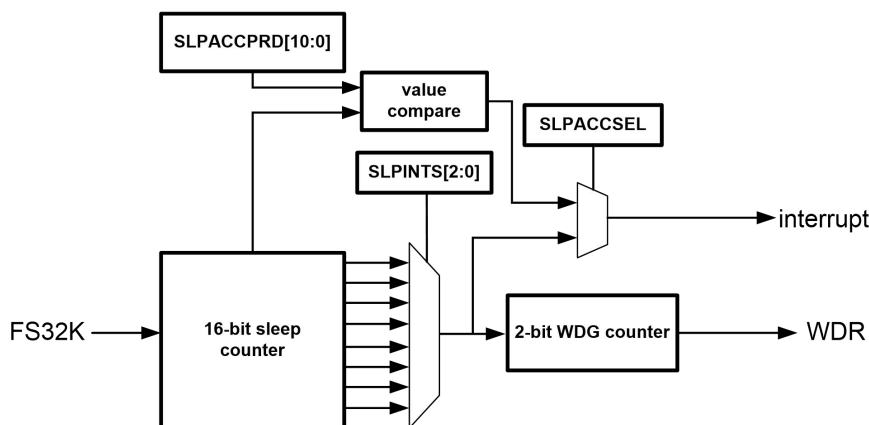 SLPACCPRD[10:0]
value
compare
SLPACCSEL
SLPINTS[2:0]
interrupt
FS32K
16-bit sleep
counter
2-bit WDG counter
WDR